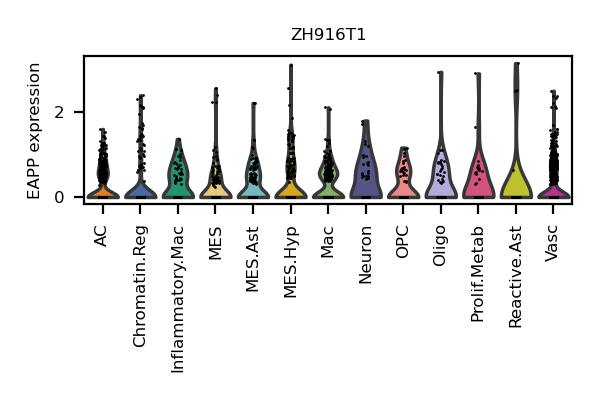 ZH916T1
EAPP expression
2
0
AC
Chromatin.Reg
Inflammatory.Mac
MES
MES.Ast
MES.Hyp
Mac
Neuron
OPC
Oligo
Prolif.Metab
Reactive.Ast
Vasc